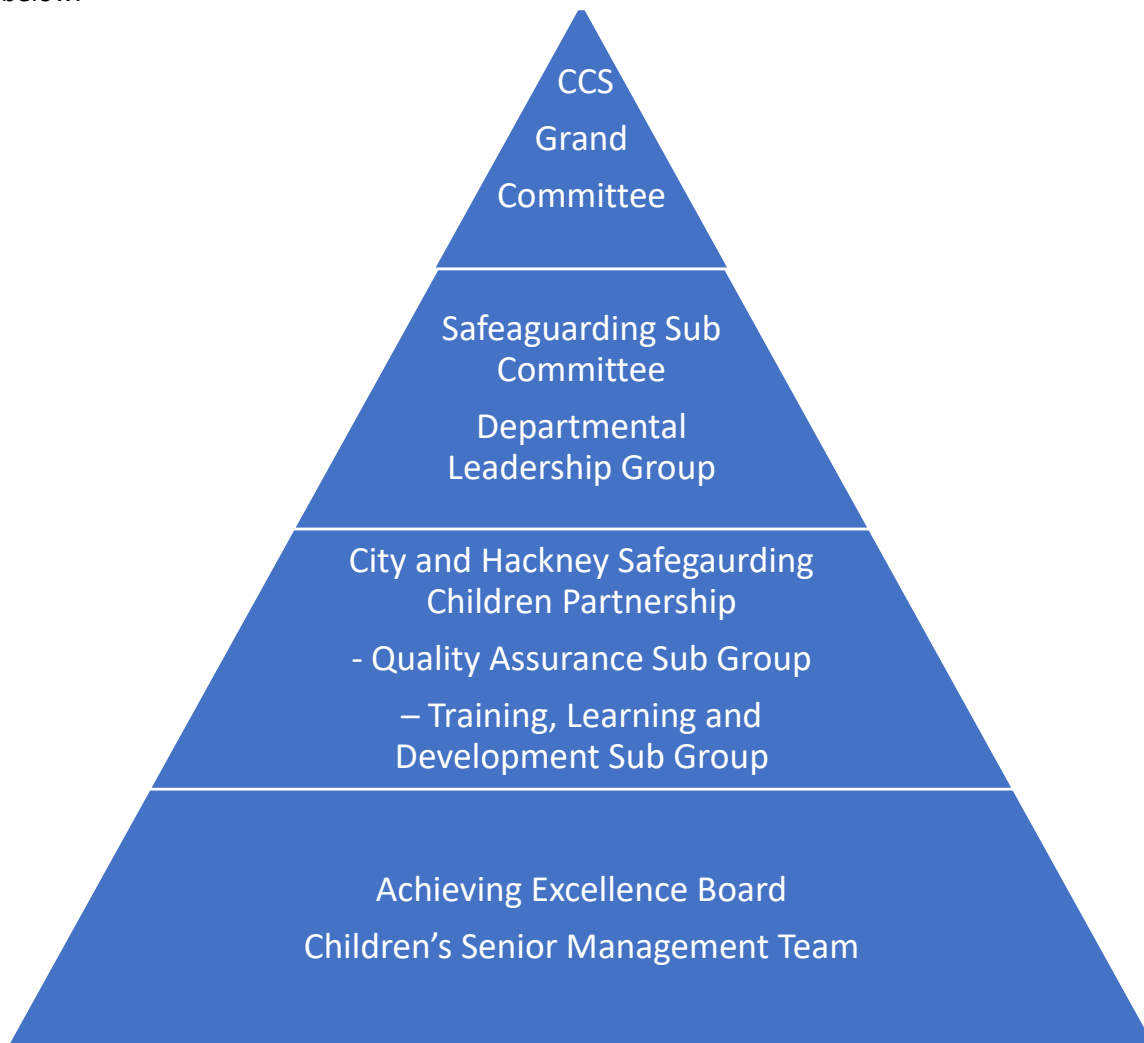 below.
CCS
Grand
Committee
Safeaguarding Sub
Committee
Departmental
Leadership Group
City and Hackney Safegaurding
Children Partnership
- Quality Assurance Sub Group
– Training, Learning and
Development Sub Group
Achieving Excellence Board
Children’s Senior Management Team